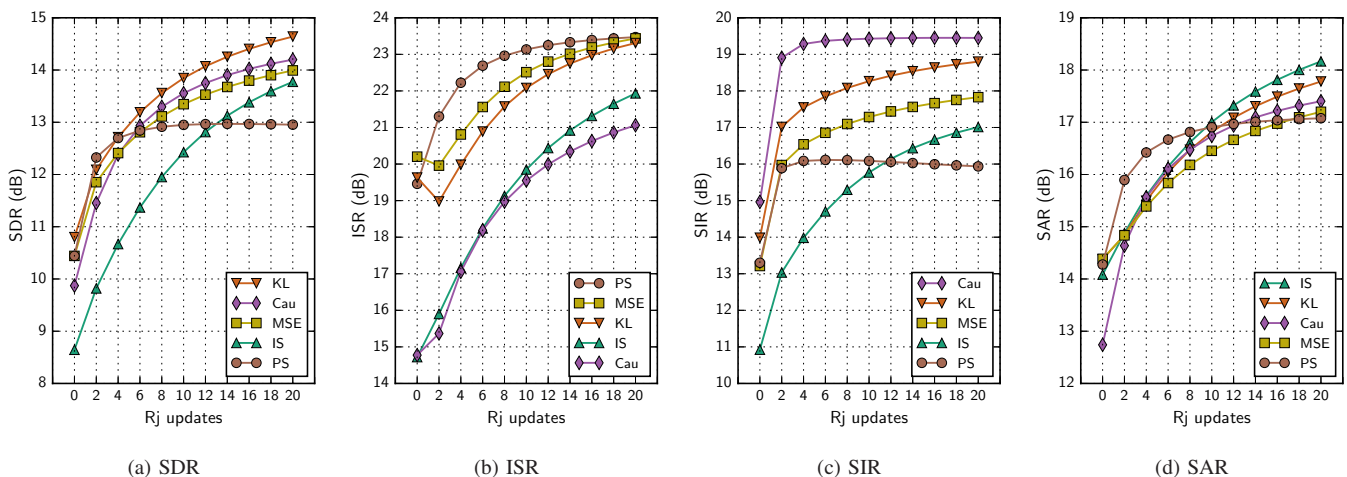 15
14
13
12
11
10
9
8
SDR (dB)
0 2 4 6 8 10 12 14 16 18 20
Rj updates
KL
Cau
MSE
IS
PS
(a) SDR
24
23
22
21
20
19
18
17
16
15
14
ISR (dB)
0 2 4 6 8 10 12 14 16 18 20
Rj updates
PS
MSE
KL
IS
Cau
(b) ISR
20
19
18
17
16
15
14
13
12
11
10
SIR (dB)
0 2 4 6 8 10 12 14 16 18 20
Rj updates
Cau
KL
MSE
IS
PS
(c) SIR
19
18
17
16
15
14
13
12
SAR (dB)
0 2 4 6 8 10 12 14 16 18 20
Rj updates
IS
KL
Cau
MSE
PS
(d) SAR